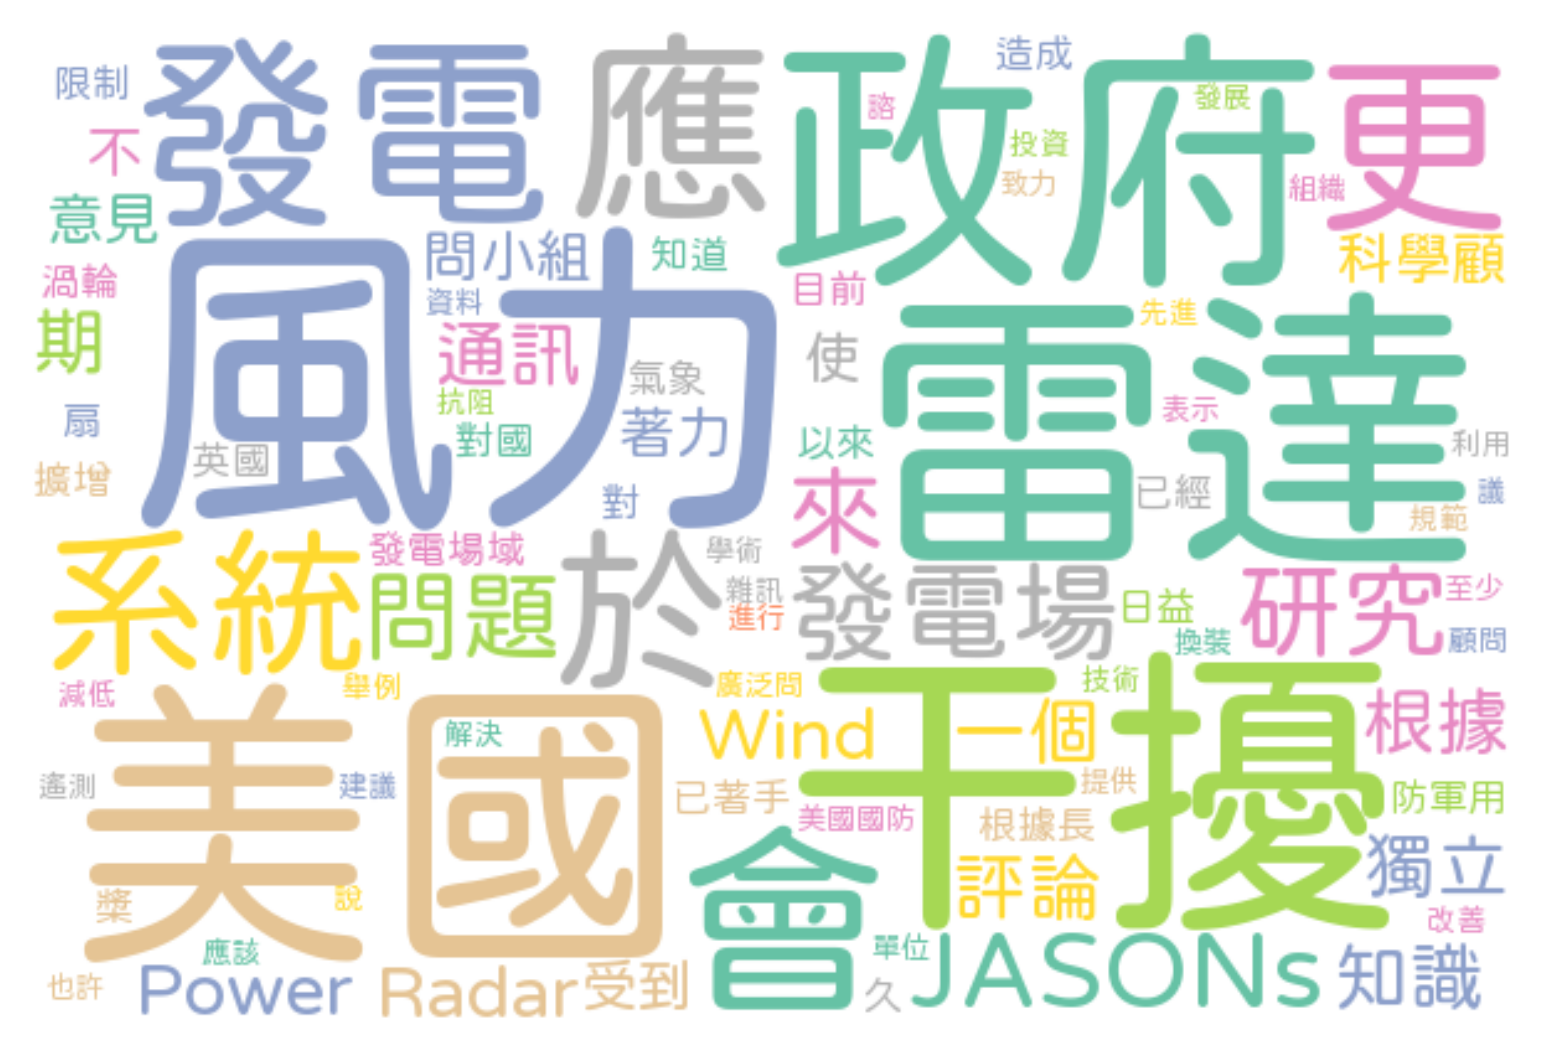 發電
應
政府
更
限制
不
意見
造成
諮
發展
投資
致力
組織
科學顧
風力
問小組
知道
渦輪
資料
目前
先進
雷達
期
通訊
使
氣象
抗阻
著力
對國
以來
表示
扇
英國
利用
擴增
對
來
已經
議
規範
系統
發電場域
於
學術
問題
雜訊
進行
發電場
日益
研究
至少
換裝
顧問
減低
舉例
廣泛問
技術
干擾
美國
解決
Wind
一個
根據
遙測
建議
已著手
提供
防軍用
美國國防
根據長
會
評論
獨立
槳
說
改善
應該
單位
也許
Power
Radar
受到
久
JASONs
知識